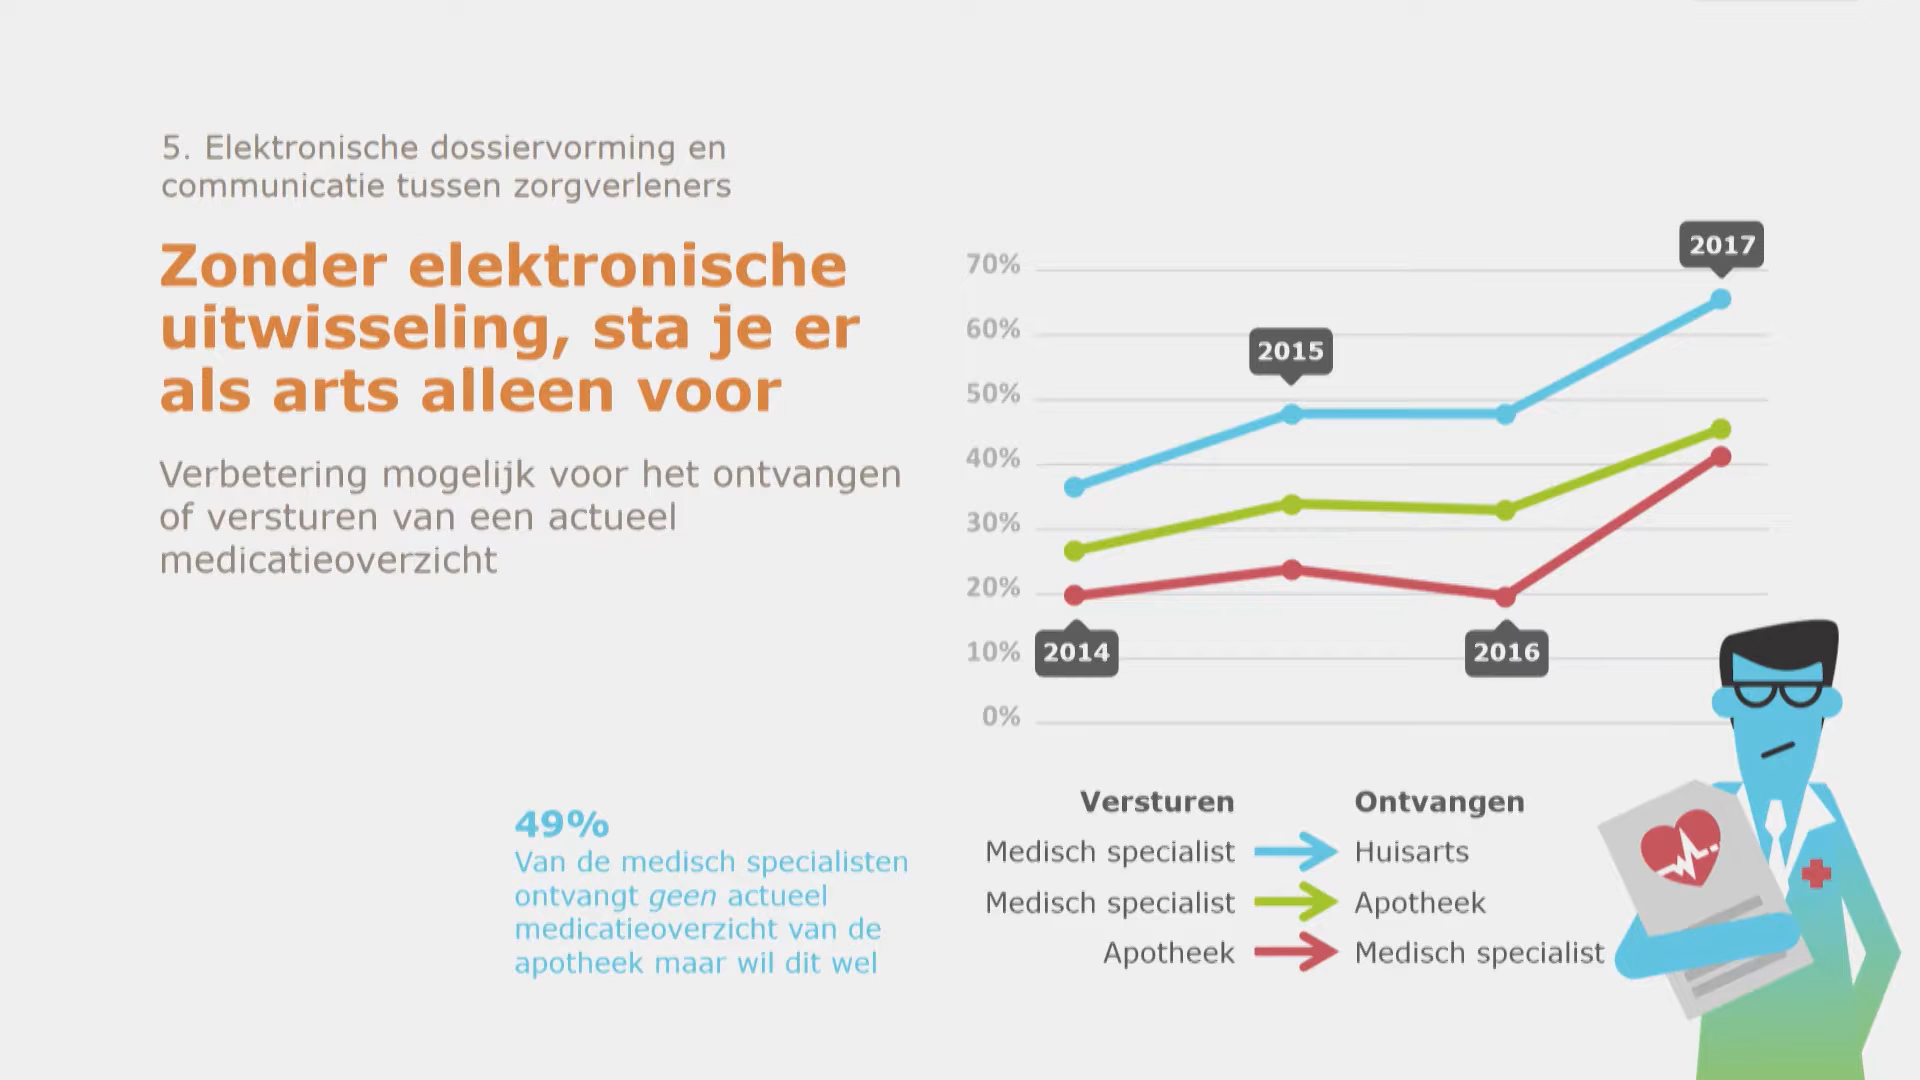 5. Elektronische dossiervorming en
communicatie tussen zorgverleners
Zonder elektronische
uitwisseling, sta je er
als arts alleen voor
Verbetering mogelijk voor het ontvangen
of versturen van een actueel
medicatieoverzicht
49%
Van de medisch specialisten
ontvangt geen actueel
medicatieoverzicht van de
apotheek maar wil dit wel
70%
60%
50%
40%
30%
20%
10%
0%
2014
2015
2016
2017
Versturen Ontvangen
Medisch specialist Huisarts
Medisch specialist Apotheek
Apotheek Medisch specialist